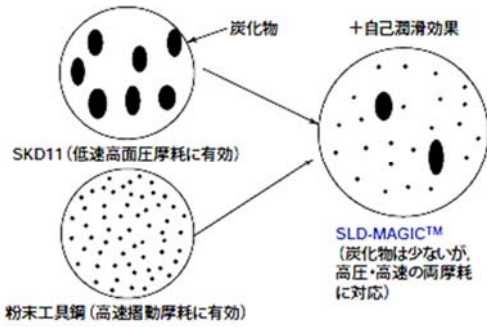 炭化物
＋自己潤滑効果
SKD11（低速高面圧摩耗に有効）
粉末工具鋼（高速摺動摩耗に有効）
SLD-MAGIC™
（炭化物は少ないが，
高圧・高速の両摩耗
に対応）